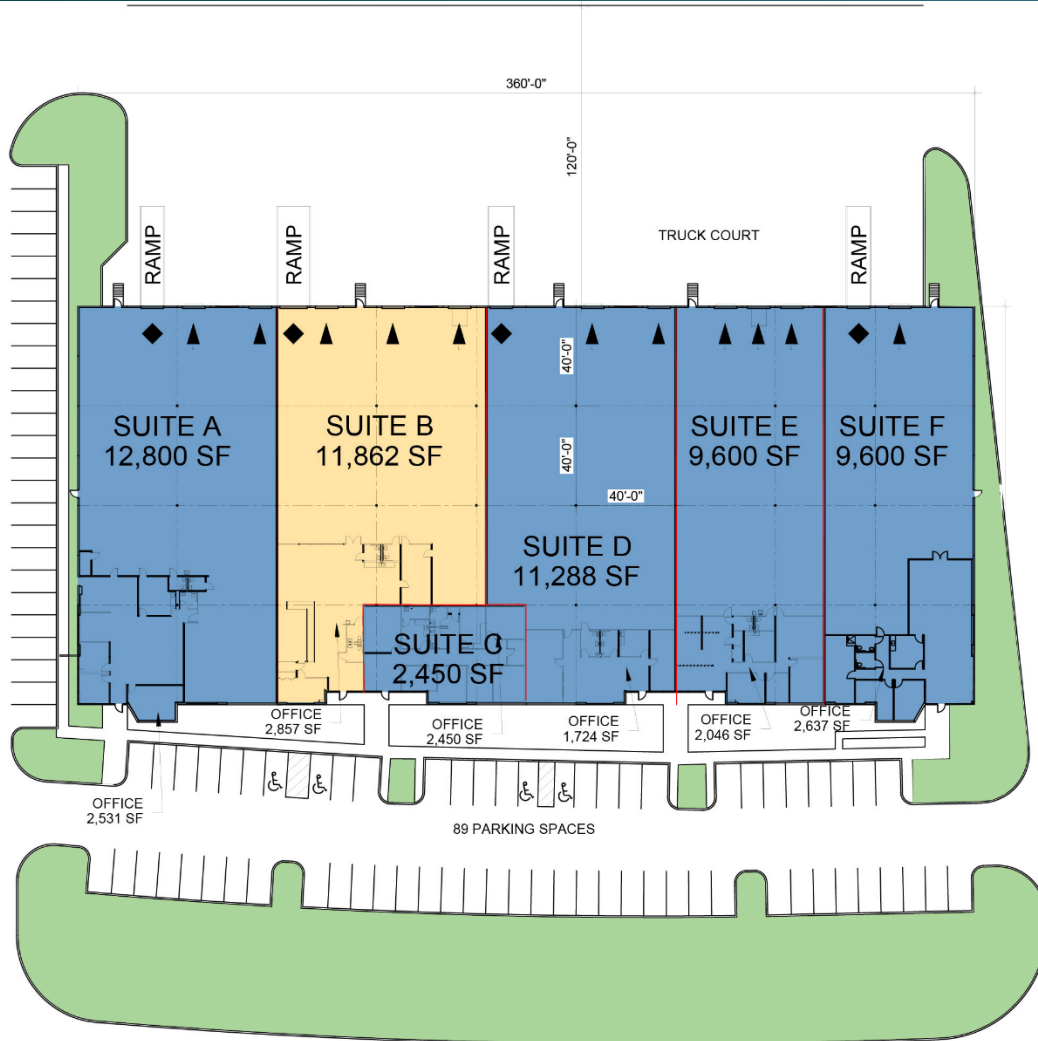 360'-0"
120'-0"
TRUCK COURT
RAMP
RAMP
RAMP
RAMP
40'-0"
40'-0"
40'-0"
SUITE A
12,800 SF
SUITE B
11,862 SF
SUITE E
9,600 SF
SUITE F
9,600 SF
SUITE D
11,288 SF
SUITE C
2,450 SF
OFFICE
2,857 SF
OFFICE
2,450 SF
OFFICE
1,724 SF
OFFICE
2,046 SF
OFFICE
2,637 SF
OFFICE
2,531 SF
89 PARKING SPACES